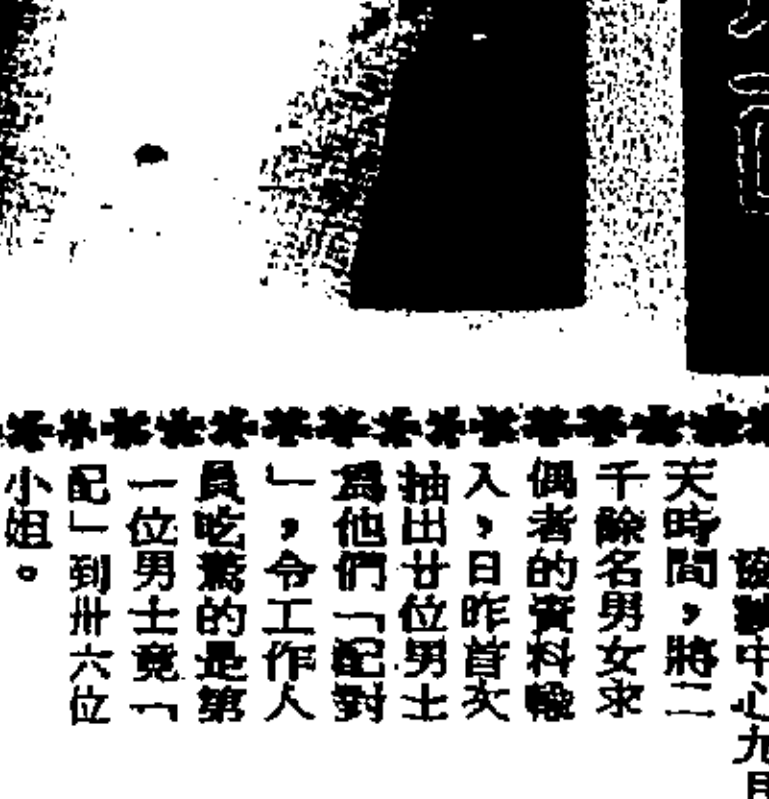 中心九月
天時間，將二
千餘名男女求
偶者的資料輸
入，日昨首次
抽出廿位男士
為他們「配對
」，令工作人
員吃驚的是第
一位男士竟「
配」到卅六位
小姐。